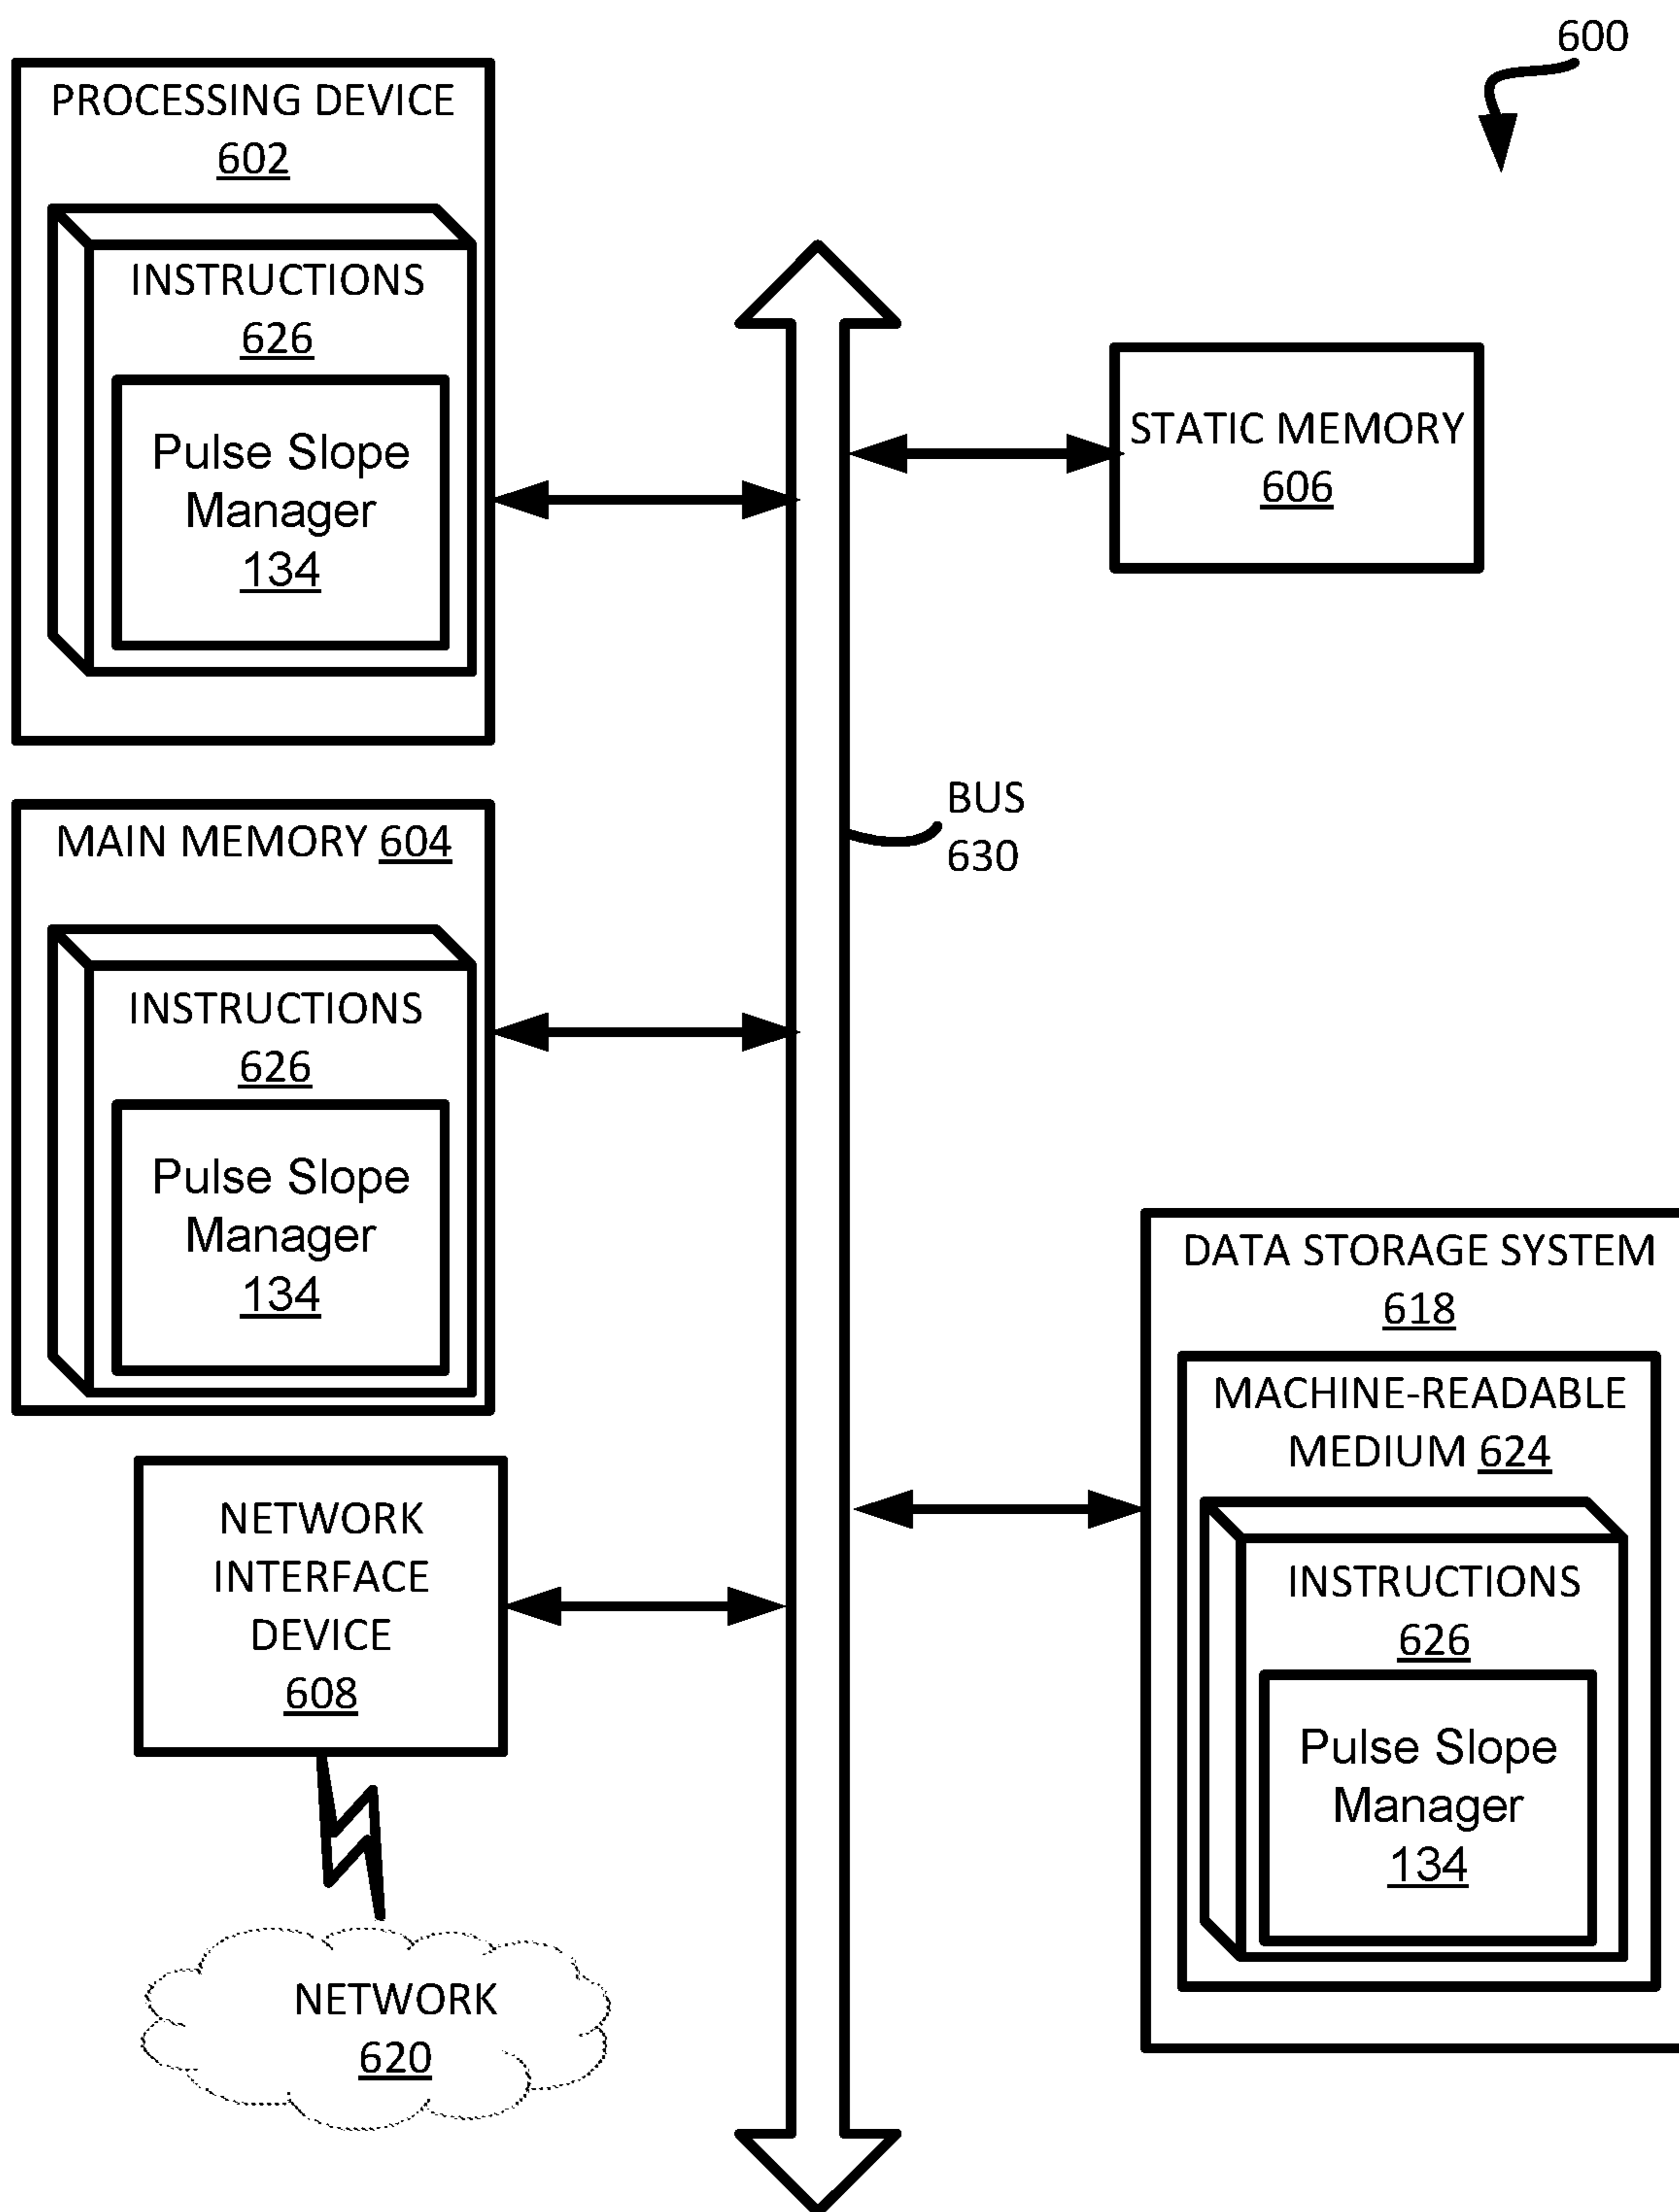 600
PROCESSING DEVICE
602
INSTRUCTIONS
626
Pulse Slope
Manager
134
STATIC MEMORY
606
BUS
630
MAIN MEMORY 604
INSTRUCTIONS
626
Pulse Slope
Manager
134
DATA STORAGE SYSTEM
618
MACHINE-READABLE
MEDIUM 624
INSTRUCTIONS
626
Pulse Slope
Manager
134
NETWORK
INTERFACE
DEVICE
608
NETWORK
620